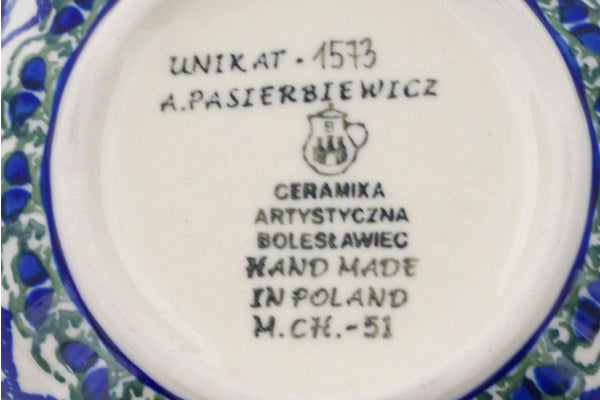 UNIKAT · 1573
A.PASIERBIEWICZ
CERAMIKA
ARTYSTYCZNA
BOLESŁAWIEC
HAND MADE
IN POLAND
M.CH.-51